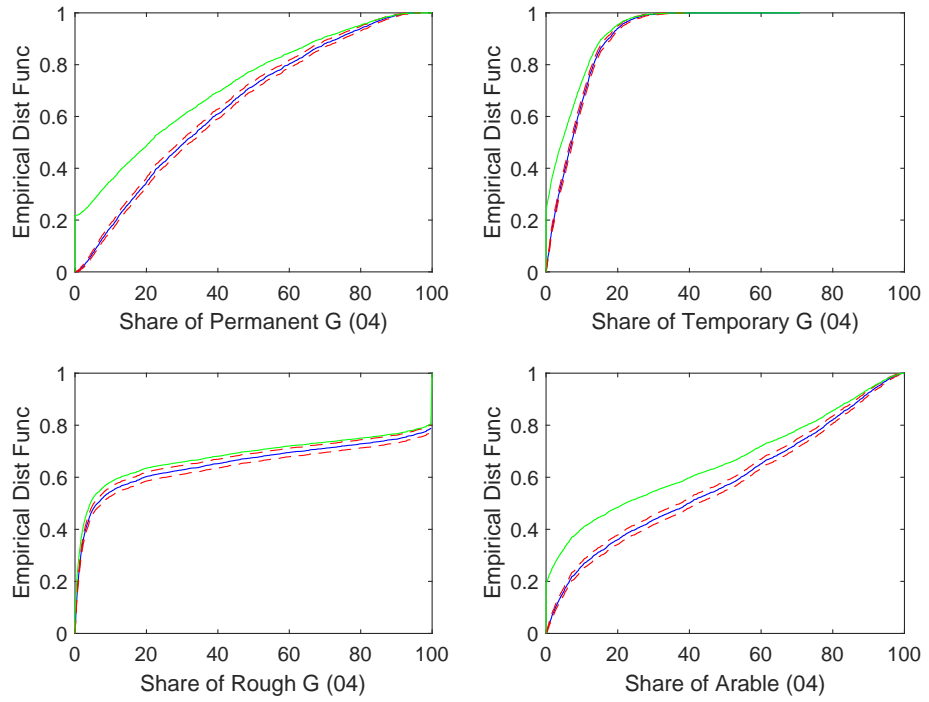 1
0.8
0.6
0.4
0.2
0
Empirical Dist Func
0 20 40 60 80 100
Share of Permanent G (04)
1
0.8
0.6
0.4
0.2
0
Empirical Dist Func
0 20 40 60 80 100
Share of Temporary G (04)
1
0.8
0.6
0.4
0.2
0
Empirical Dist Func
0 20 40 60 80 100
Share of Rough G (04)
1
0.8
0.6
0.4
0.2
0
Empirical Dist Func
0 20 40 60 80 100
Share of Arable (04)